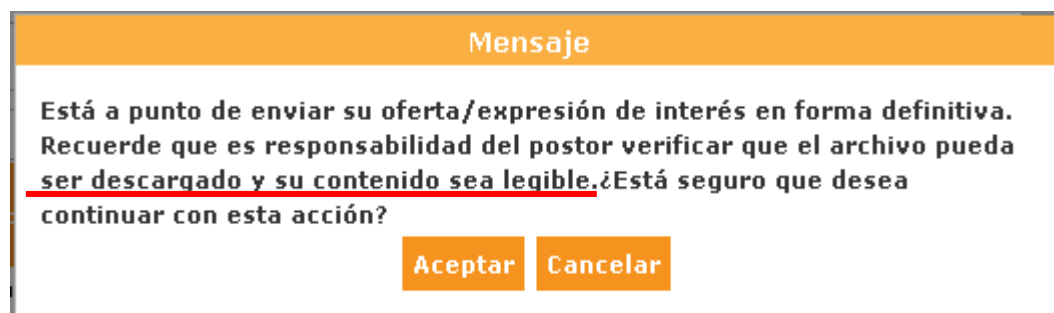 Mensaje
Está a punto de enviar su oferta/expresión de interés en forma definitiva.
Recuerde que es responsabilidad del postor verificar que el archivo pueda
ser descargado y su contenido sea legible.¿Está seguro que desea
continuar con esta acción?
Aceptar Cancelar